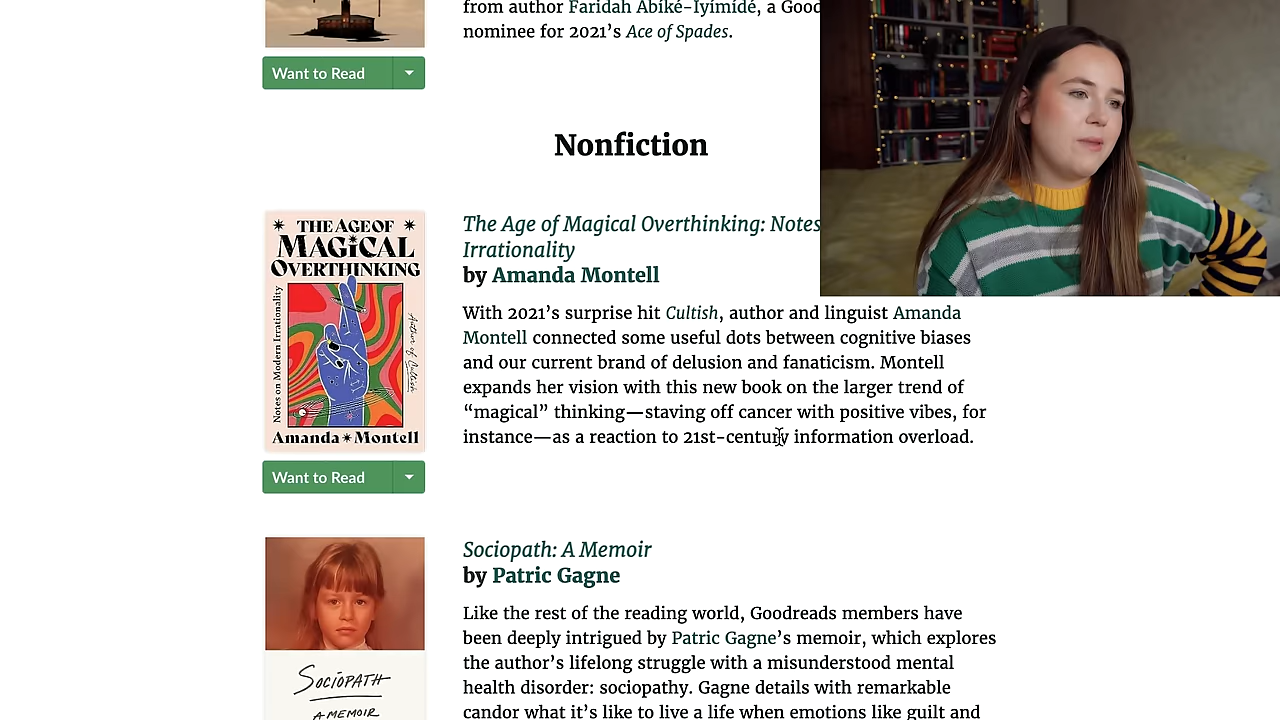 from author Faridah Àbíké-Íyímídé, a Good
nominee for 2021’s Ace of Spades.
Want to Read
Nonfiction
THE AGE OF
MAGICAL
OVERTHINKING
Notes on Modern Irrationality
Author of Cultish
Amanda Montell
The Age of Magical Overthinking: Notes
Irrationality
by Amanda Montell
With 2021’s surprise hit Cultish, author and linguist Amanda
Montell connected some useful dots between cognitive biases
and our current brand of delusion and fanaticism. Montell
expands her vision with this new book on the larger trend of
“magical” thinking—staving off cancer with positive vibes, for
instance—as a reaction to 21st-century information overload.
Want to Read
SOCIOPATH
A MEMOIR
Sociopath: A Memoir
by Patric Gagne
Like the rest of the reading world, Goodreads members have
been deeply intrigued by Patric Gagne’s memoir, which explores
the author’s lifelong struggle with a misunderstood mental
health disorder: sociopathy. Gagne details with remarkable
candor what it’s like to live a life when emotions like guilt and